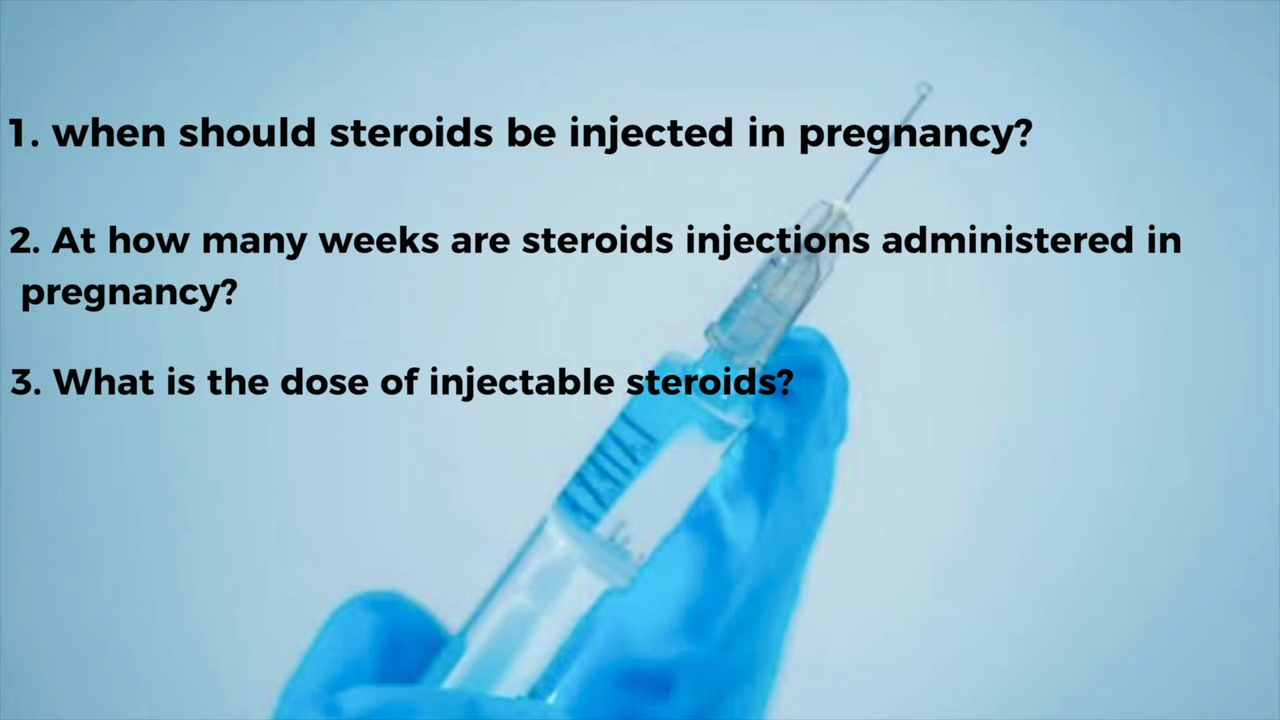 1. when should steroids be injected in pregnancy?
2. At how many weeks are steroids injections administered in
pregnancy?
3. What is the dose of injectable steroids?